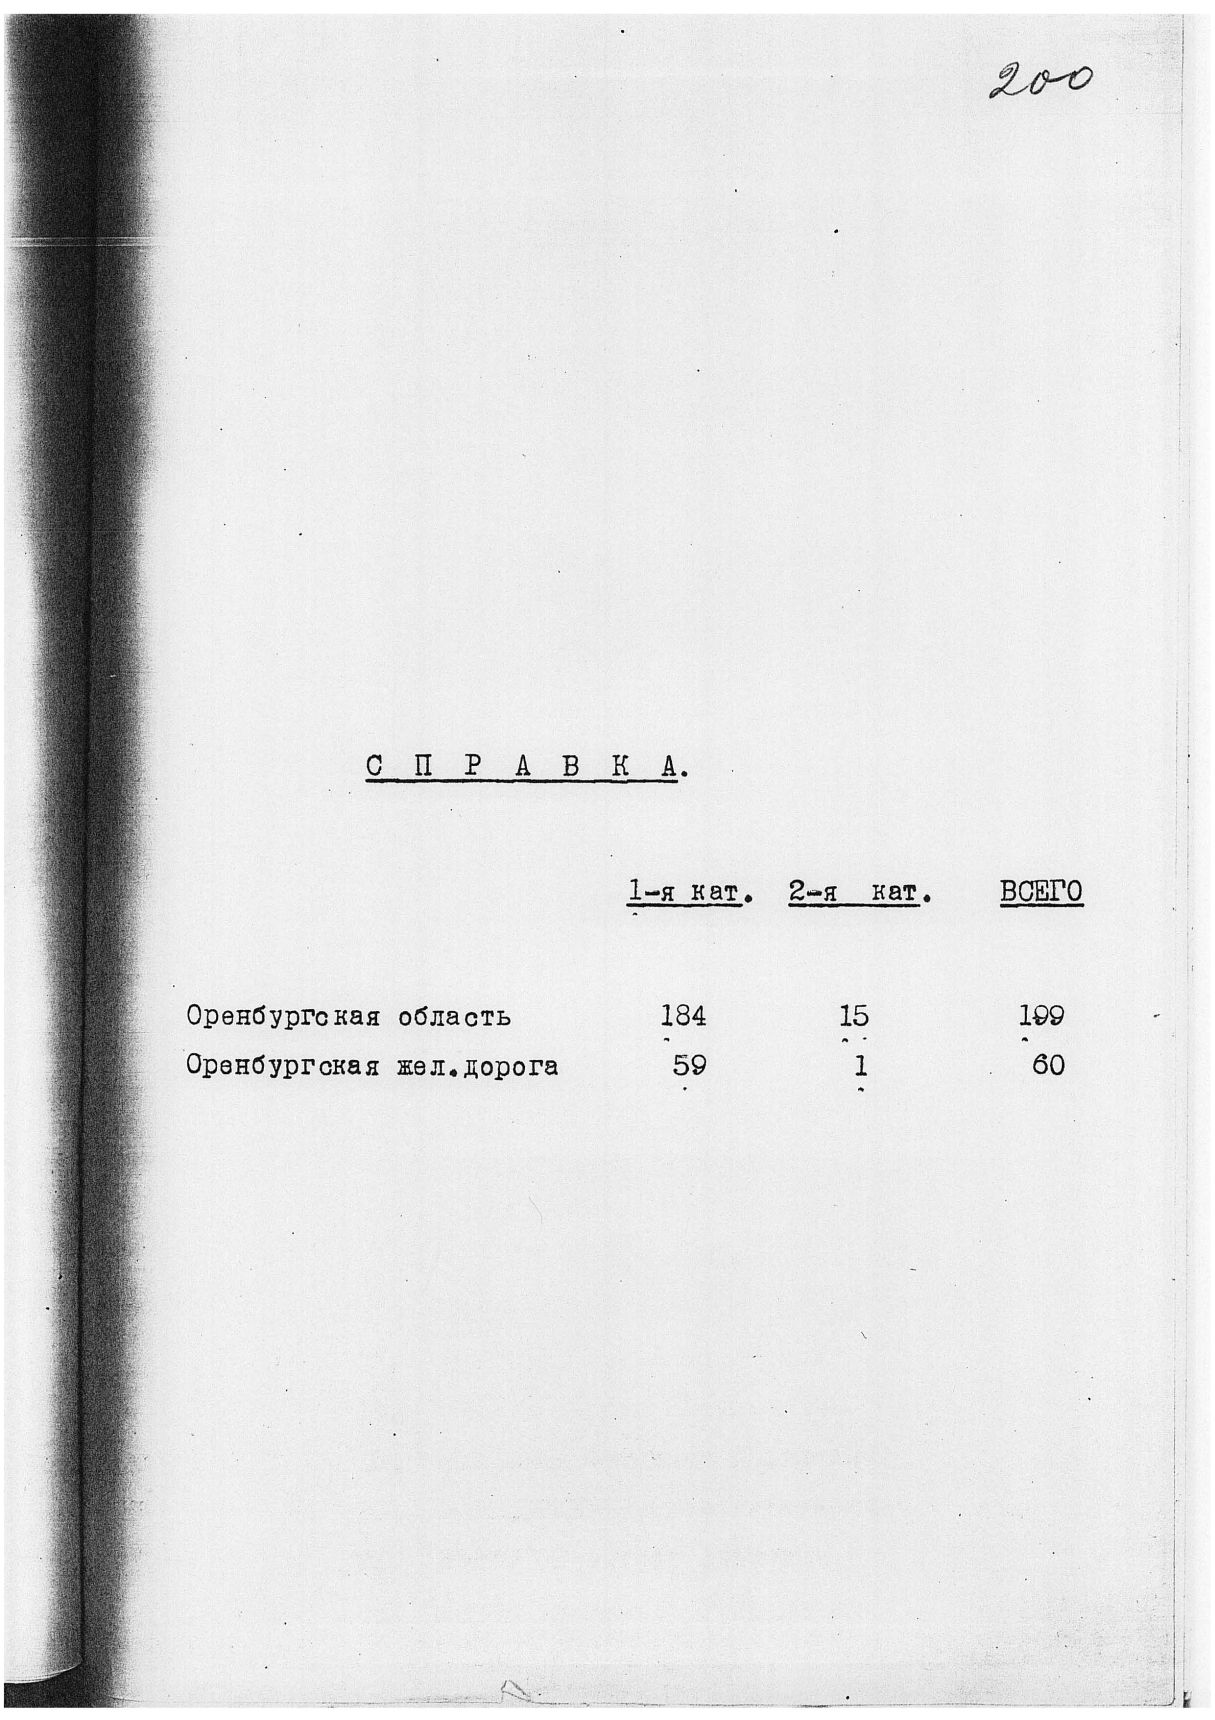 200
С П Р А В К А.
1-я кат. 2-я кат. ВСЕГО
Оренбургская область 184 15 199
Оренбургская жел.дорога 59 1 60